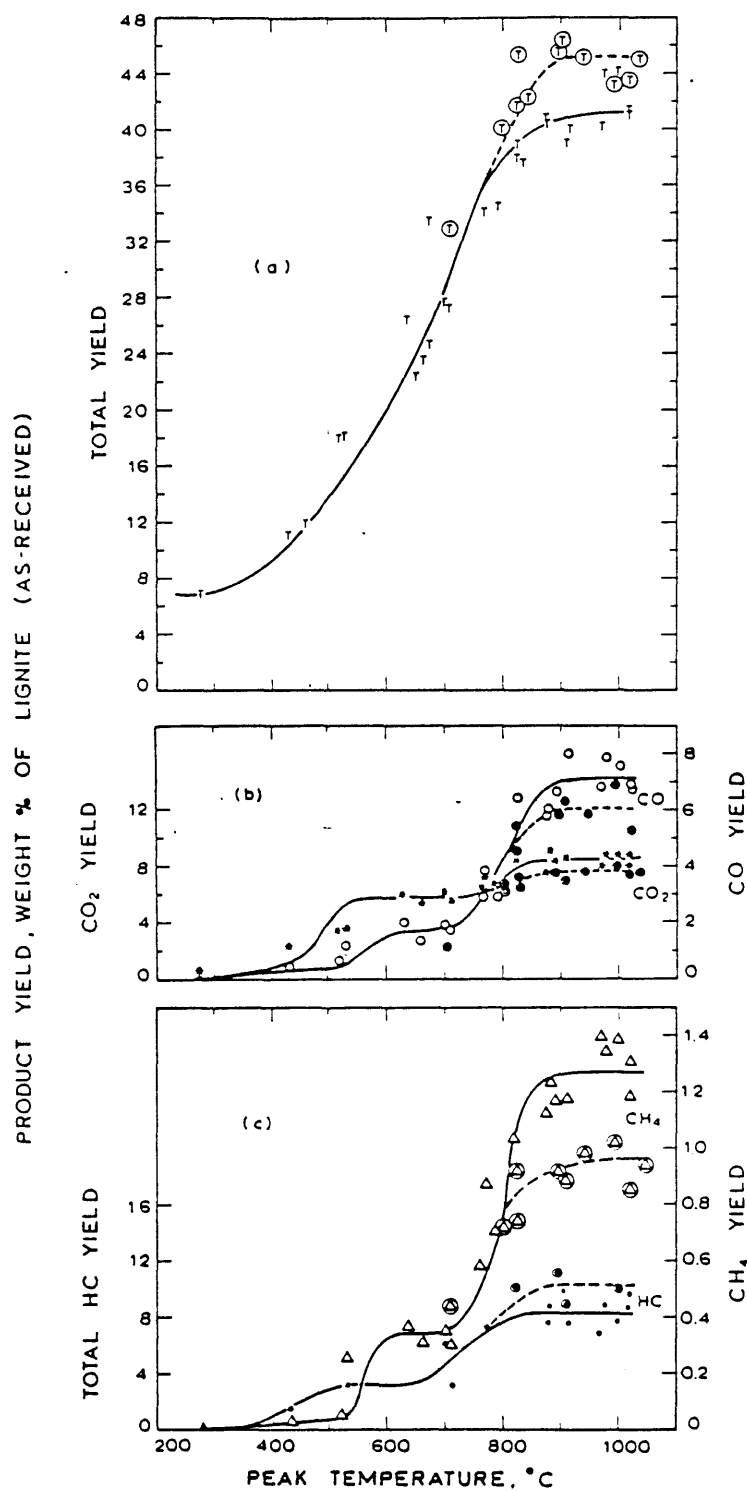 PRODUCT YIELD, WEIGHT % OF LIGNITE (AS-RECEIVED)
TOTAL YIELD
48
44
40
36
32
28
24
20
16
12
8
4
0
(a)
CO₂ YIELD
12
8
4
0
(b)
CO
CO₂
8
6
4
2
0
CO YIELD
TOTAL HC YIELD
16
12
8
4
0
(c)
CH₄
HC
1.4
1.2
1.0
0.8
0.6
0.4
0.2
0
CH₄ YIELD
200 400 600 800 1000
PEAK TEMPERATURE, °C